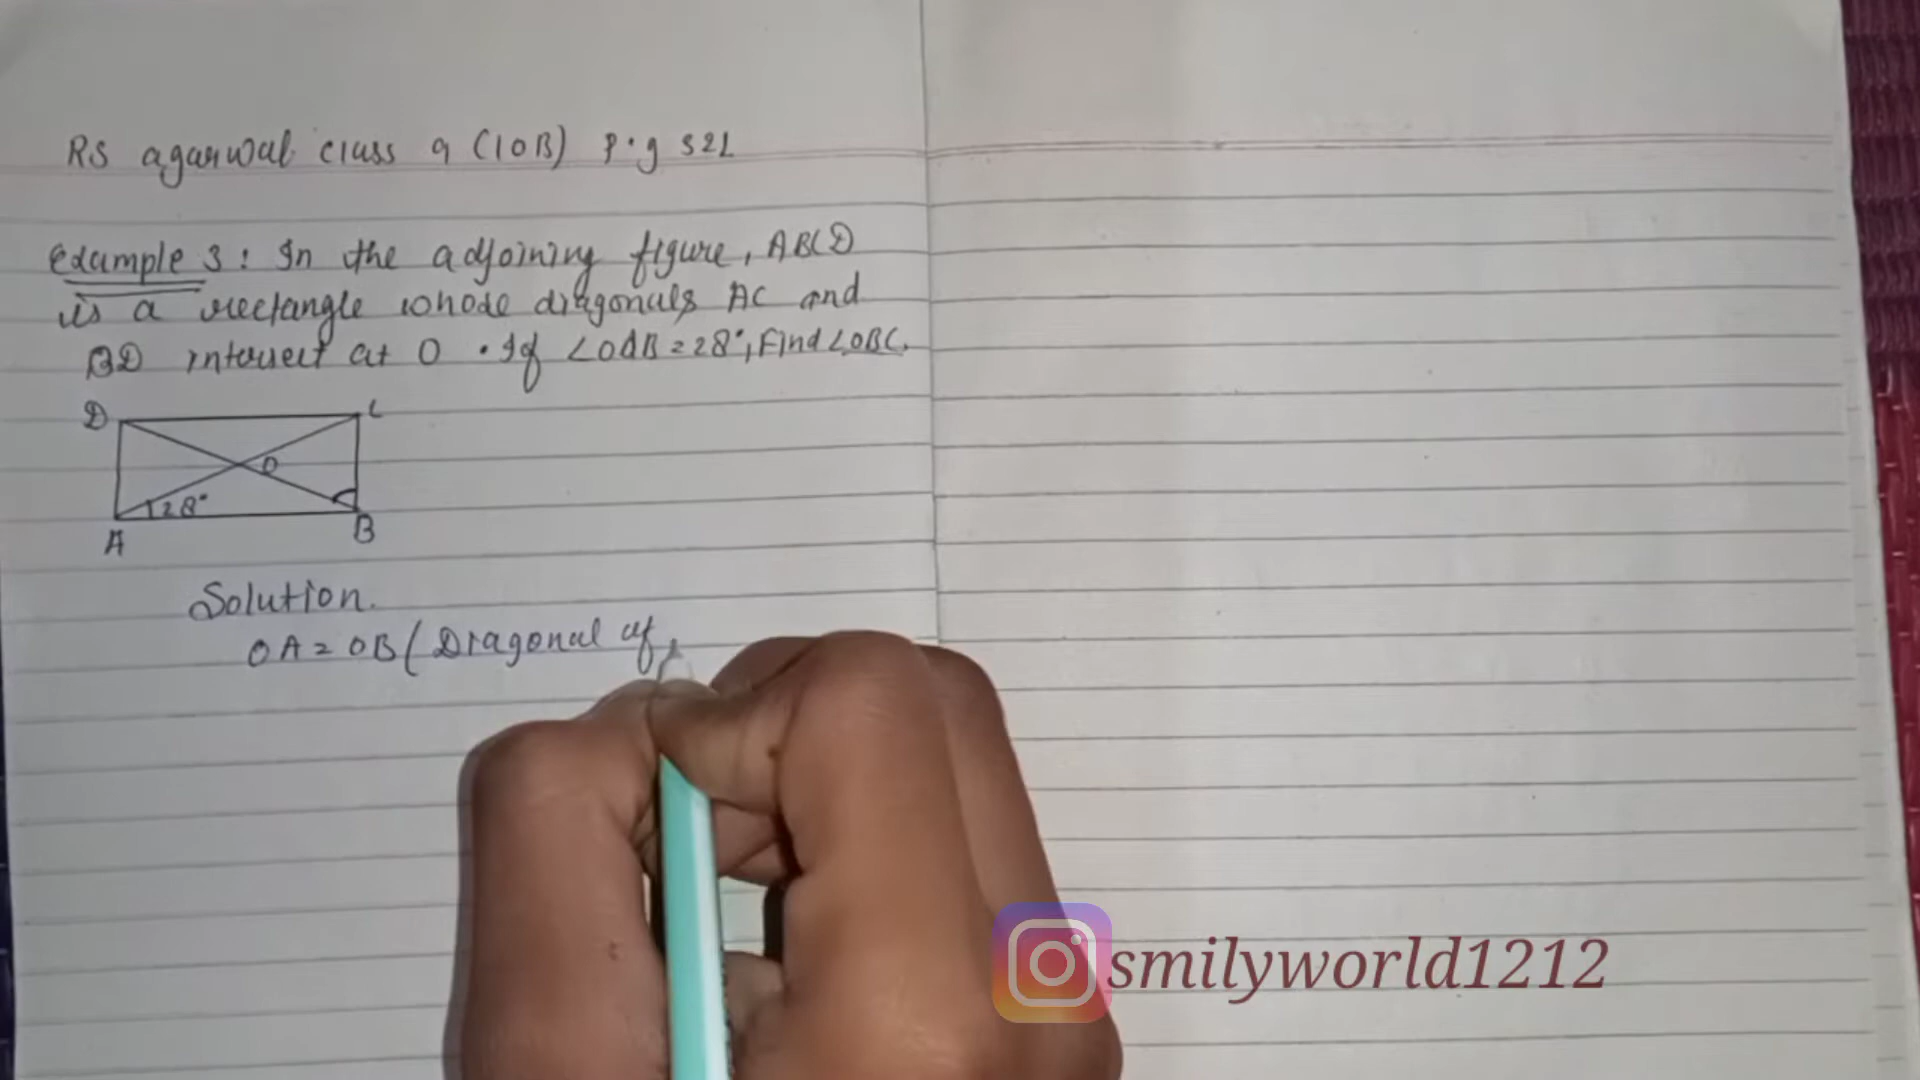 RS agarwal class 9 (10B) P.g 321
Example 3: In the adjoining figure, ABCD
is a rectangle whose diagonals AC and
BD intersect at O. If ∠OAB=28°, Find ∠OBC.
D C
O
28°
A B
Solution.
OA=OB (Diagonal of
smilyworld1212